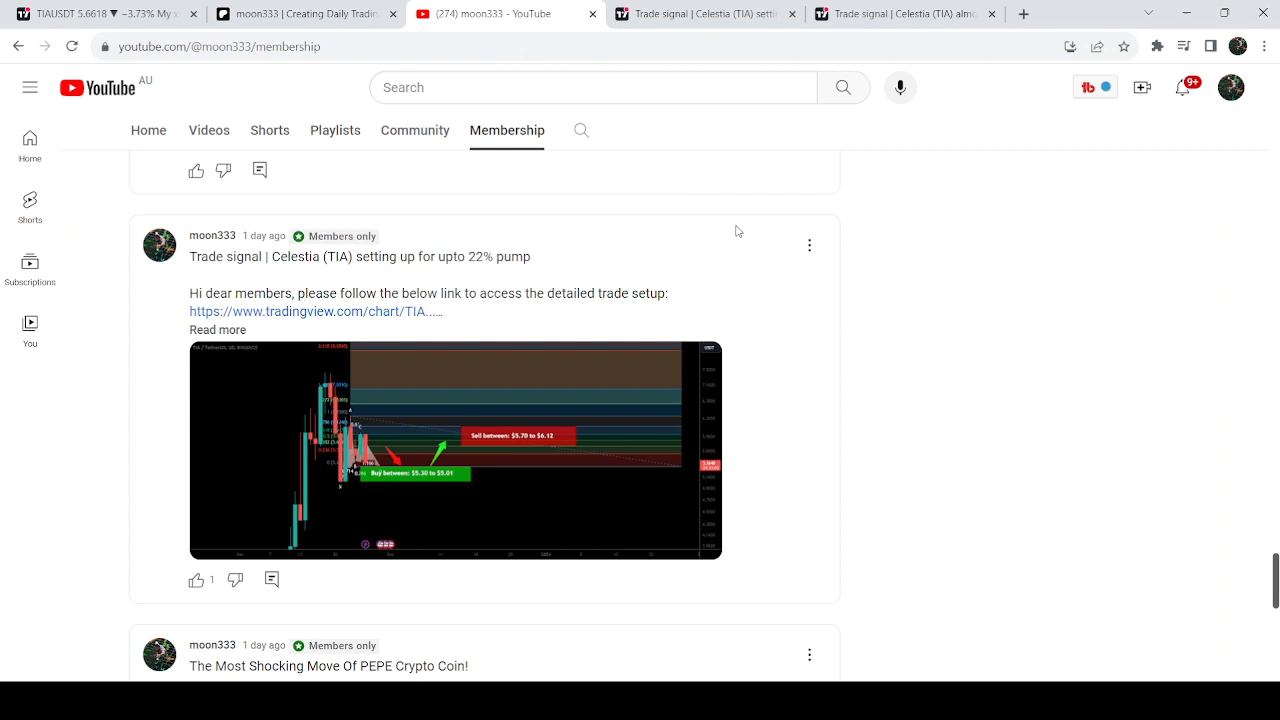 TIAUSDT 5.6618 ▼ −3.73% My
moon333 | Creating Daily Trading
(274) moon333 - YouTube
Trade signal | Celestia (TIA) setti
Trade signal | Celestia (TIA) almo
youtube.com/@moon333/membership
YouTube AU
Search
9+
Home
Videos
Shorts
Playlists
Community
Membership
Home
Shorts
Subscriptions
You
moon333 1 day ago Members only
Trade signal | Celestia (TIA) setting up for upto 22% pump
Hi dear members, please follow the below link to access the detailed trade setup:
https://www.tradingview.com/chart/TIA.....
Read more
Sell between: $5.70 to $6.12
Buy between: $5.30 to $5.01
1
moon333 1 day ago Members only
The Most Shocking Move Of PEPE Crypto Coin!